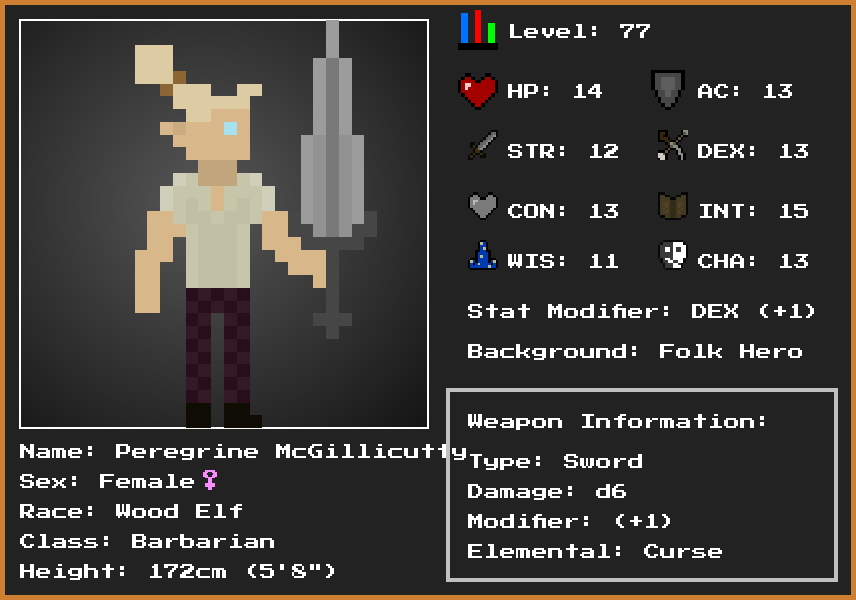 Level: 77
HP: 14
AC: 13
STR: 12
DEX: 13
CON: 13
INT: 15
WIS: 11
CHA: 13
Stat Modifier: DEX (+1)
Background: Folk Hero
Weapon Information:
Type: Sword
Damage: d6
Modifier: (+1)
Elemental: Curse
Name: Peregrine McGillicutty
Sex: Female♀
Race: Wood Elf
Class: Barbarian
Height: 172cm (5'8")